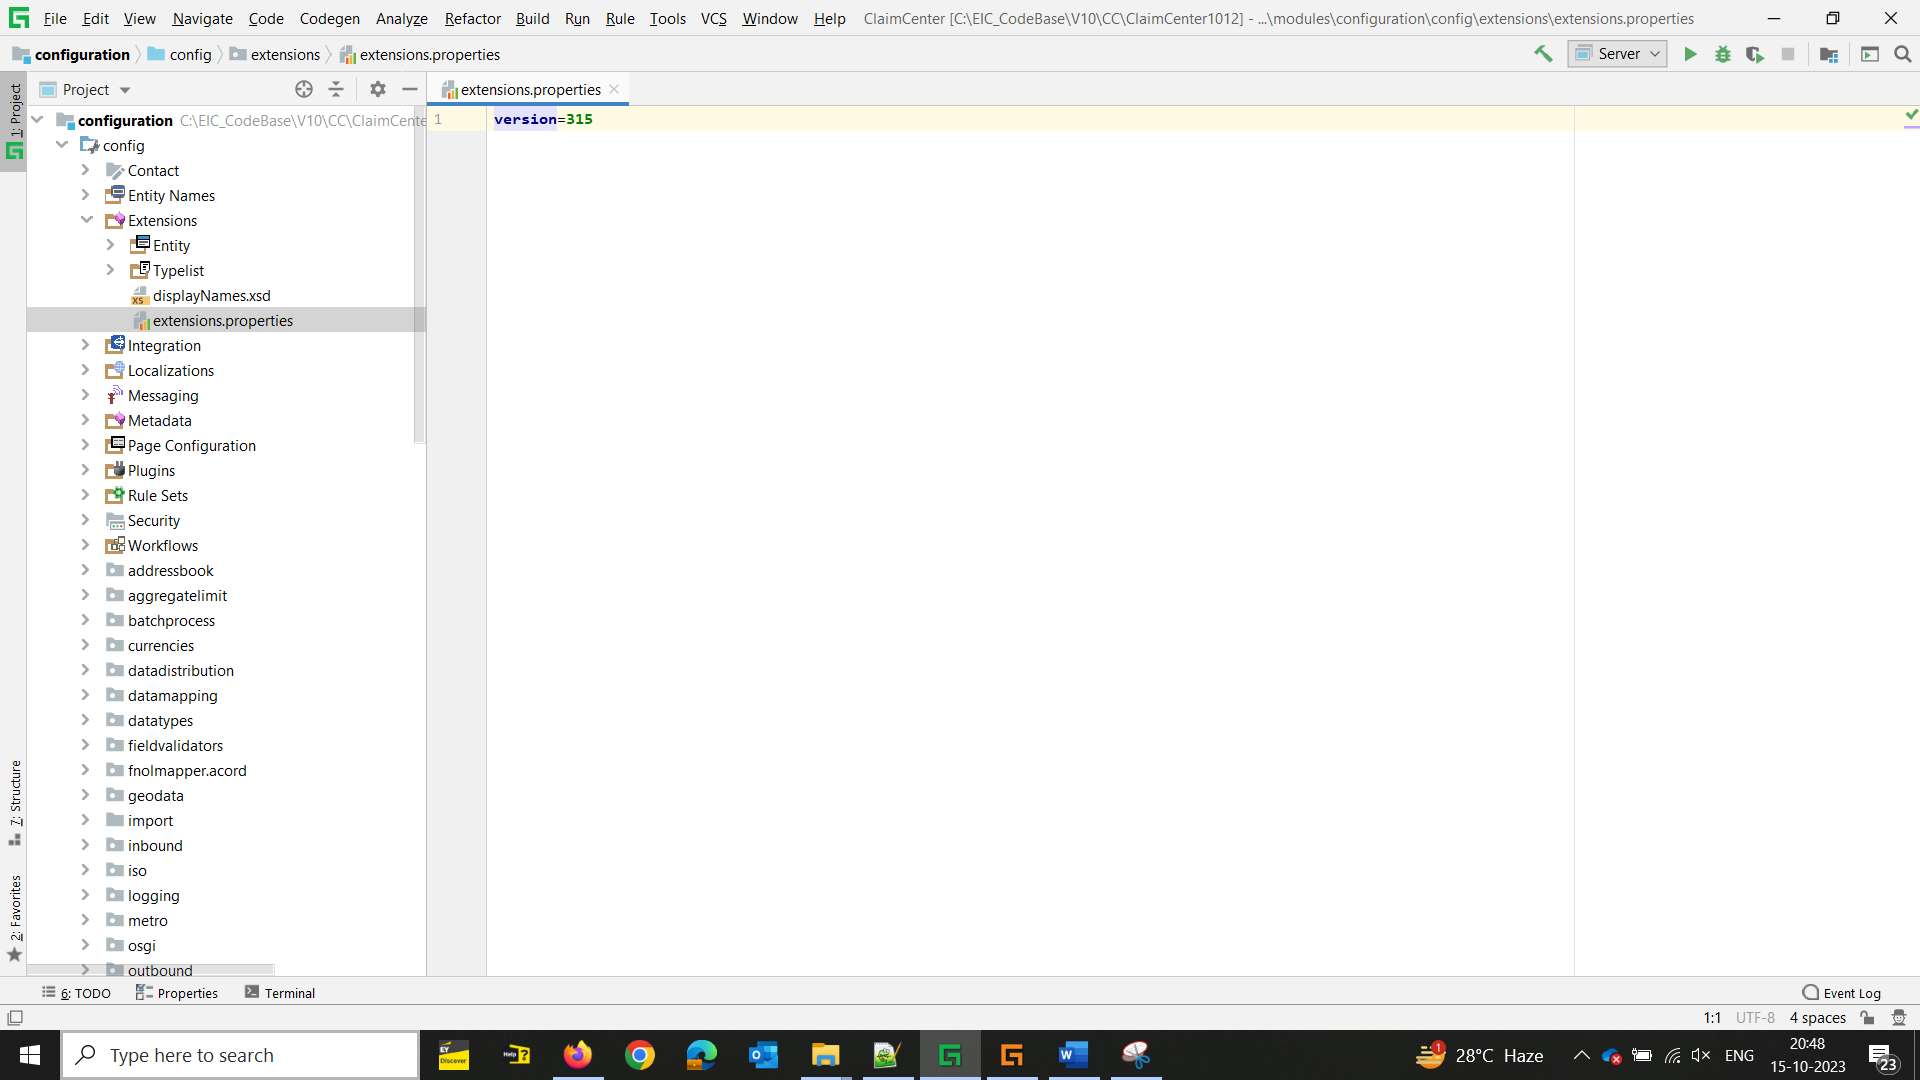 File Edit View Navigate Code Codegen Analyze Refactor Build Run Rule Tools VCS Window Help ClaimCenter [C:\EIC_CodeBase\V10\CC\ClaimCenter1012] - ...\modules\configuration\config\extensions\extensions.properties
configuration config extensions extensions.properties Server
1: Project
Project
extensions.properties
configuration C:\EIC_CodeBase\V10\CC\ClaimCente
1 version=315
config
Contact
Entity Names
Extensions
Entity
Typelist
displayNames.xsd
extensions.properties
Integration
Localizations
Messaging
Metadata
Page Configuration
Plugins
Rule Sets
Security
Workflows
addressbook
aggregatelimit
batchprocess
currencies
datadistribution
datamapping
datatypes
fieldvalidators
fnolmapper.acord
geodata
import
inbound
iso
logging
metro
osgi
outbound
7: Structure
2: Favorites
6: TODO Properties Terminal Event Log
1:1 UTF-8 4 spaces
Type here to search
EY
Discover
Help ?
28°C Haze
ENG
20:48
15-10-2023
23